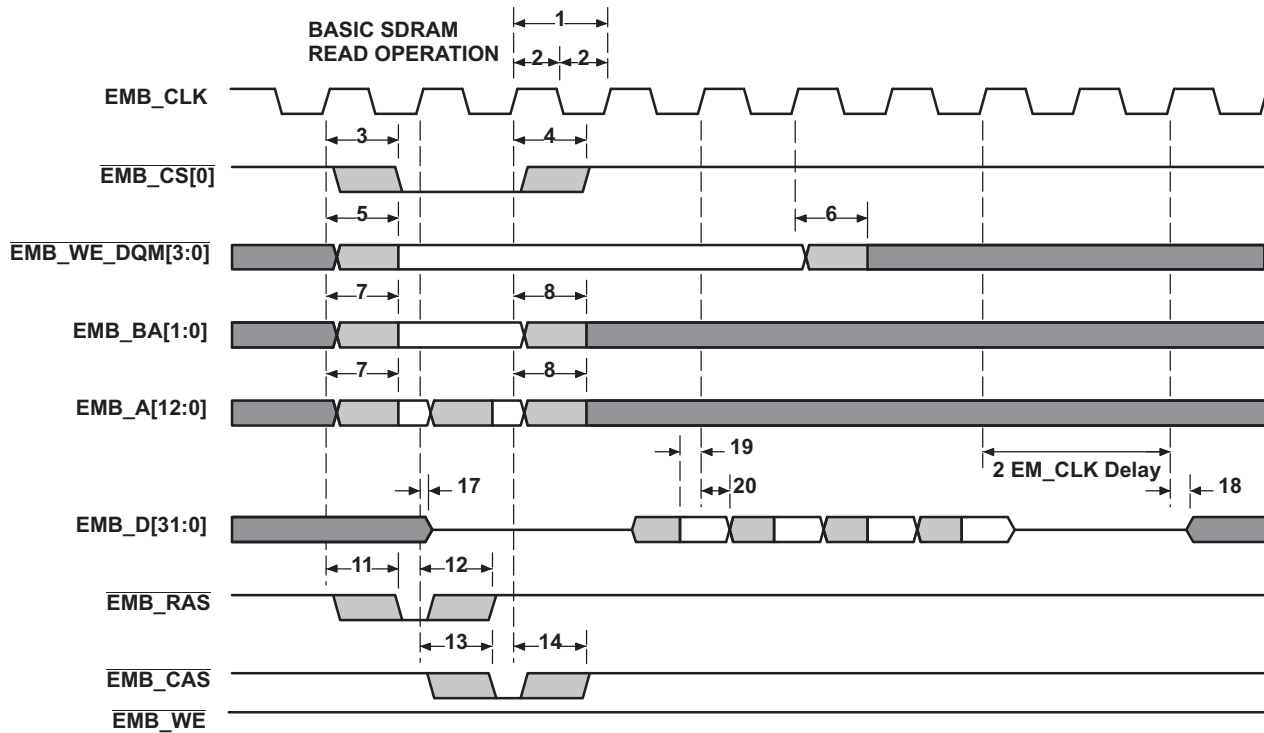 BASIC SDRAM
READ OPERATION
1
2 2
EMB_CLK
3 4
EMB_CS[0]
5 6
EMB_WE_DQM[3:0]
7 8
EMB_BA[1:0]
7 8
EMB_A[12:0]
19
2 EM_CLK Delay
17 20 18
EMB_D[31:0]
11 12
EMB_RAS
13 14
EMB_CAS
EMB_WE